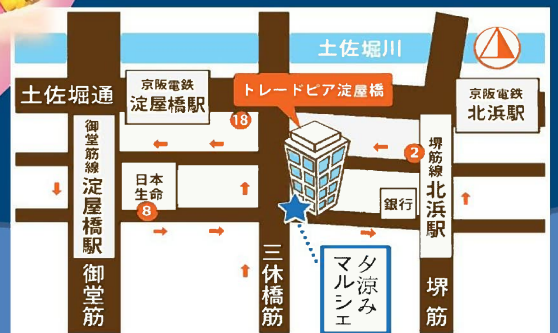 土佐堀川
土佐堀通
京阪電鉄
淀屋橋駅
トレードピア淀屋橋
京阪電鉄
北浜駅
18
御堂筋線
淀屋橋駅
2
堺筋線
北浜駅
日本
生命
8
銀行
御堂筋
三休橋筋
夕涼み
マルシェ
堺筋